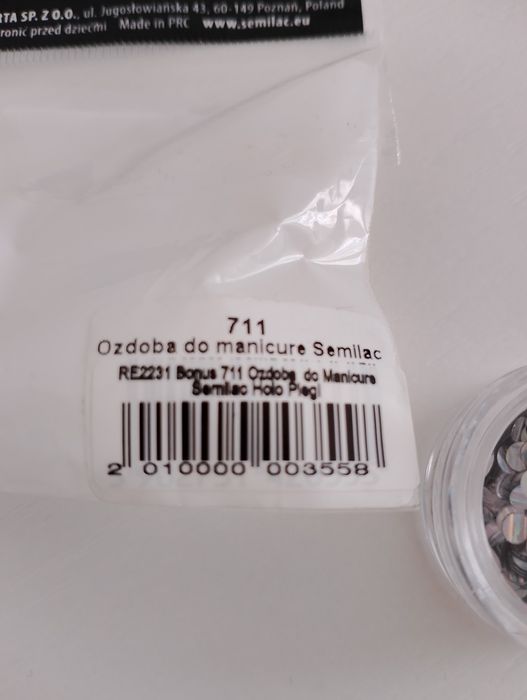 RTA SP. Z O.O., ul. Jugosłowiańska 43, 60-149 Poznań, Poland
ronić przed dziećmi Made in PRC www.semilac.eu
711
Ozdoba do manicure Semilac
RE2231 Bonus 711 Ozdoba do Manicure
Semilac Holo Piegi
2 010000 003558